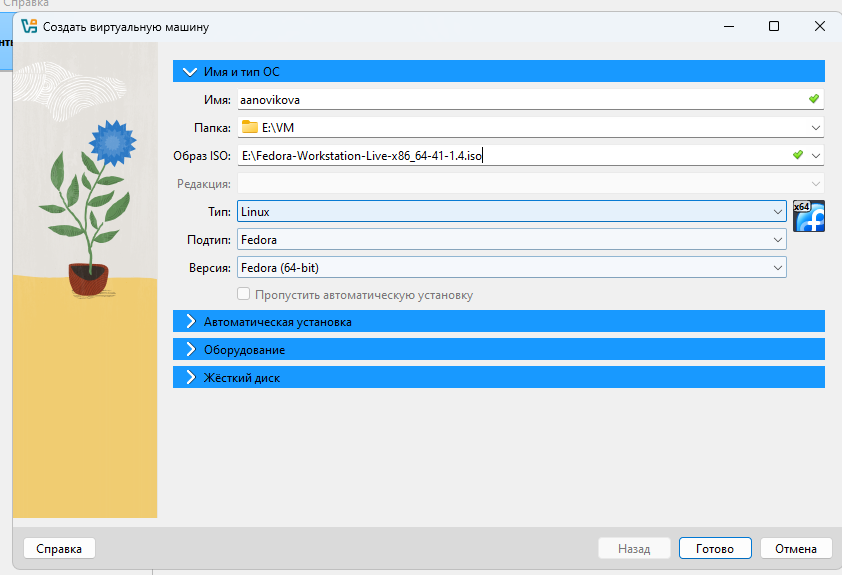 Справка
Создать виртуальную машину
Имя и тип ОС
Имя: aanovikova
Папка: E:\VM
Образ ISO: E:\Fedora-Workstation-Live-x86_64-41-1.4.iso
Редакция:
Тип: Linux
x64
Подтип: Fedora
Версия: Fedora (64-bit)
Пропустить автоматическую установку
Автоматическая установка
Оборудование
Жёсткий диск
Справка Назад Готово Отмена